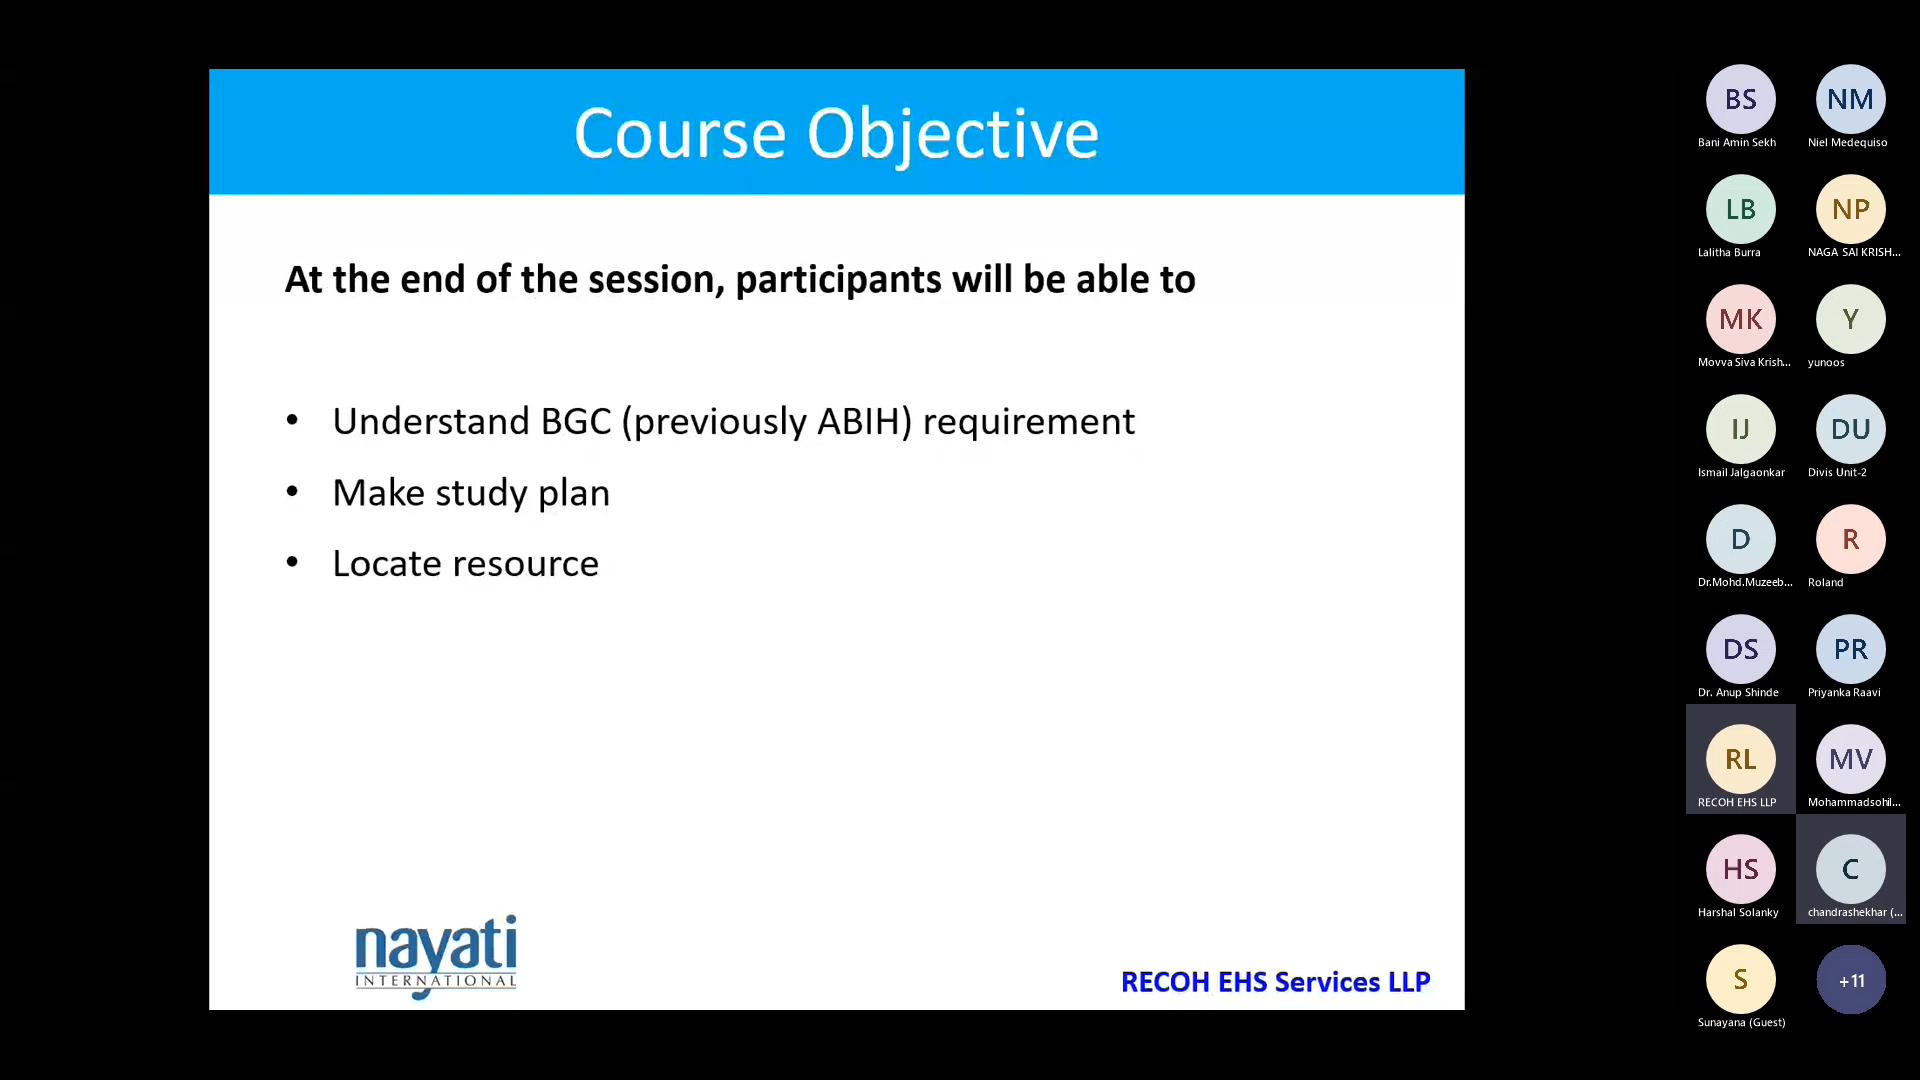 Course Objective
At the end of the session, participants will be able to
• Understand BGC (previously ABIH) requirement
• Make study plan
• Locate resource
nayati
INTERNATIONAL
RECOH EHS Services LLP
BS
NM
Bani Amin Sekh
Niel Medequiso
LB
NP
Lalitha Burra
NAGA SAI KRISH...
MK
Y
Movva Siva Krish...
yunoos
IJ
DU
Ismail Jalgaonkar
Divis Unit-2
D
R
Dr.Mohd.Muzeeb...
Roland
DS
PR
Dr. Anup Shinde
Priyanka Raavi
RL
MV
RECOH EHS LLP
Mohammadsohil...
HS
C
Harshal Solanky
chandrashekhar (...
S
+11
Sunayana (Guest)